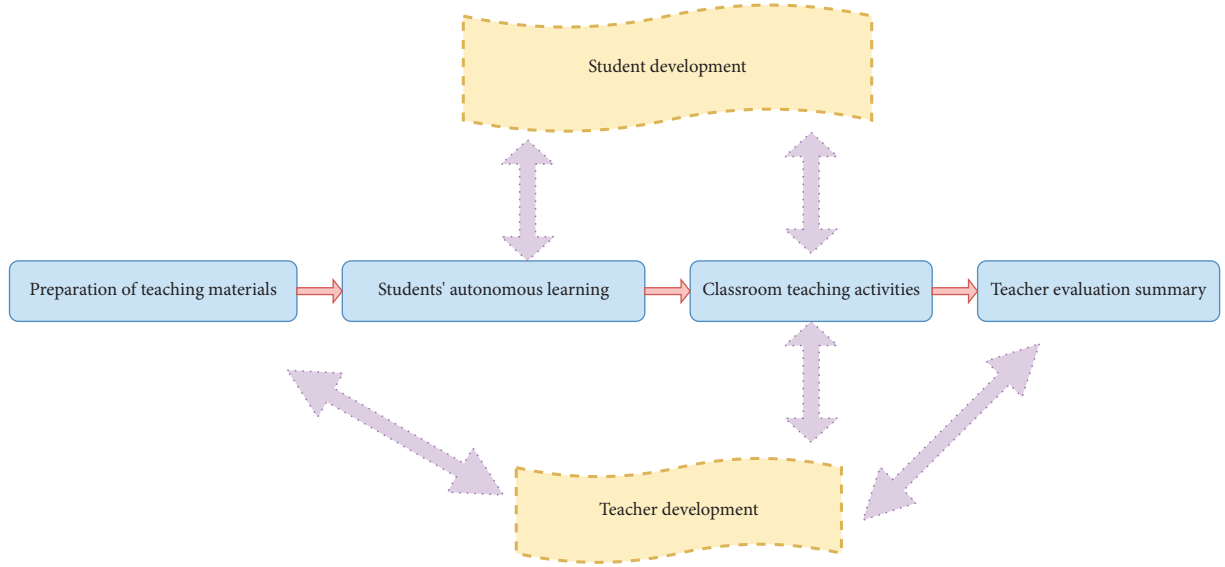 Student development
Preparation of teaching materials
Students' autonomous learning
Classroom teaching activities
Teacher evaluation summary
Teacher development